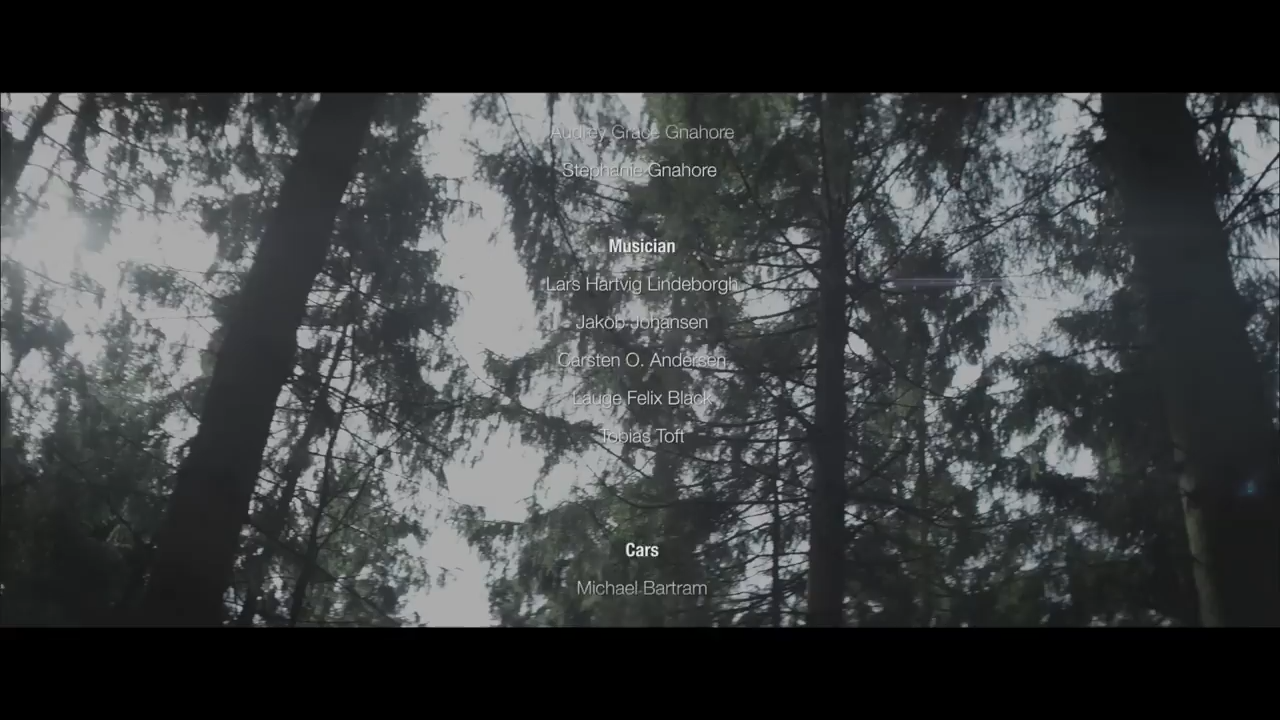 Audrey Grace Gnahore
Stephanie Gnahore
Musician
Lars Hartvig Lindeborgh
Jakob Johansen
Carsten O. Andersen
Lauge Felix Black
Tobias Toft
Cars
Michael Bartram